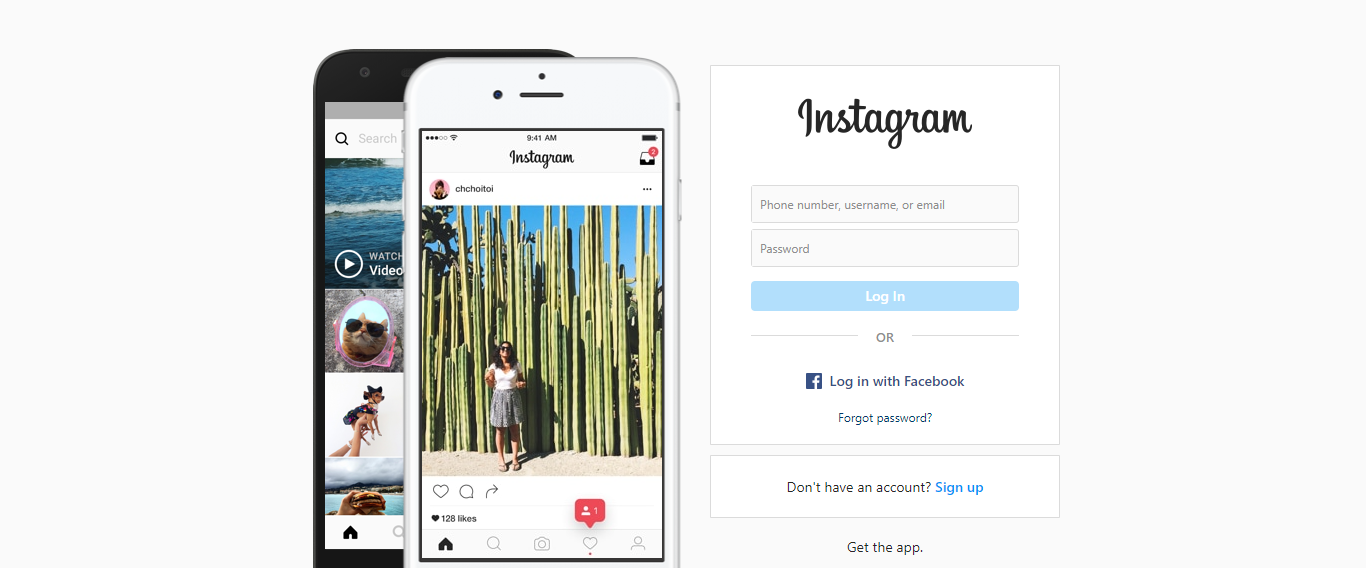 Search
WATCH
Video
9:41 AM
Instagram
2
chchoitoi
128 likes
1
Instagram
Phone number, username, or email
Password
Log In
OR
Log in with Facebook
Forgot password?
Don't have an account? Sign up
Get the app.